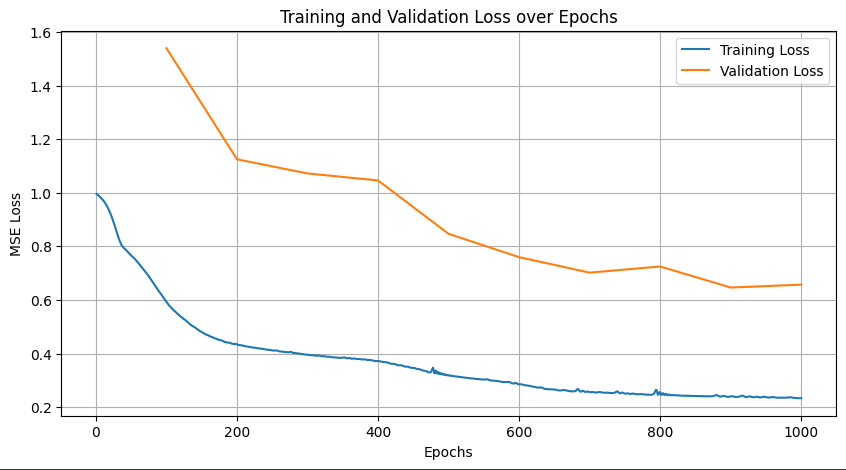 Training and Validation Loss over Epochs
Training Loss
Validation Loss
MSE Loss
1.6
1.4
1.2
1.0
0.8
0.6
0.4
0.2
0 200 400 600 800 1000
Epochs